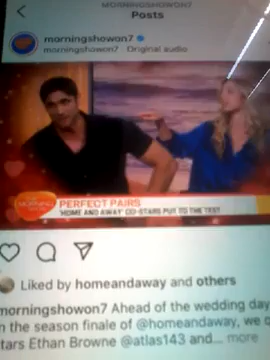 MORNINGSHOWON7
Posts
morningshowon7
morningshowon7 · Original audio
MORNING
PERFECT PAIRS
'HOME AND AWAY' CO-STARS PUT TO THE TEST
Liked by homeandaway and others
morningshowon7 Ahead of the wedding day
n the season finale of @homeandaway, we
tars Ethan Browne @atlas143 and... more